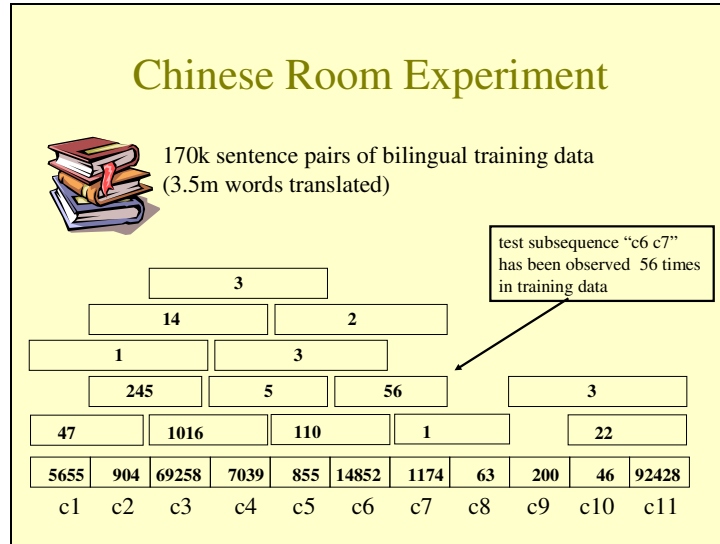 Chinese Room Experiment
170k sentence pairs of bilingual training data
(3.5m words translated)
test subsequence “c6 c7”
has been observed 56 times
in training data
3
14 2
1 3
245 5 56 3
47 1016 110 1 22
5655 904 69258 7039 855 14852 1174 63 200 46 92428
c1 c2 c3 c4 c5 c6 c7 c8 c9 c10 c11